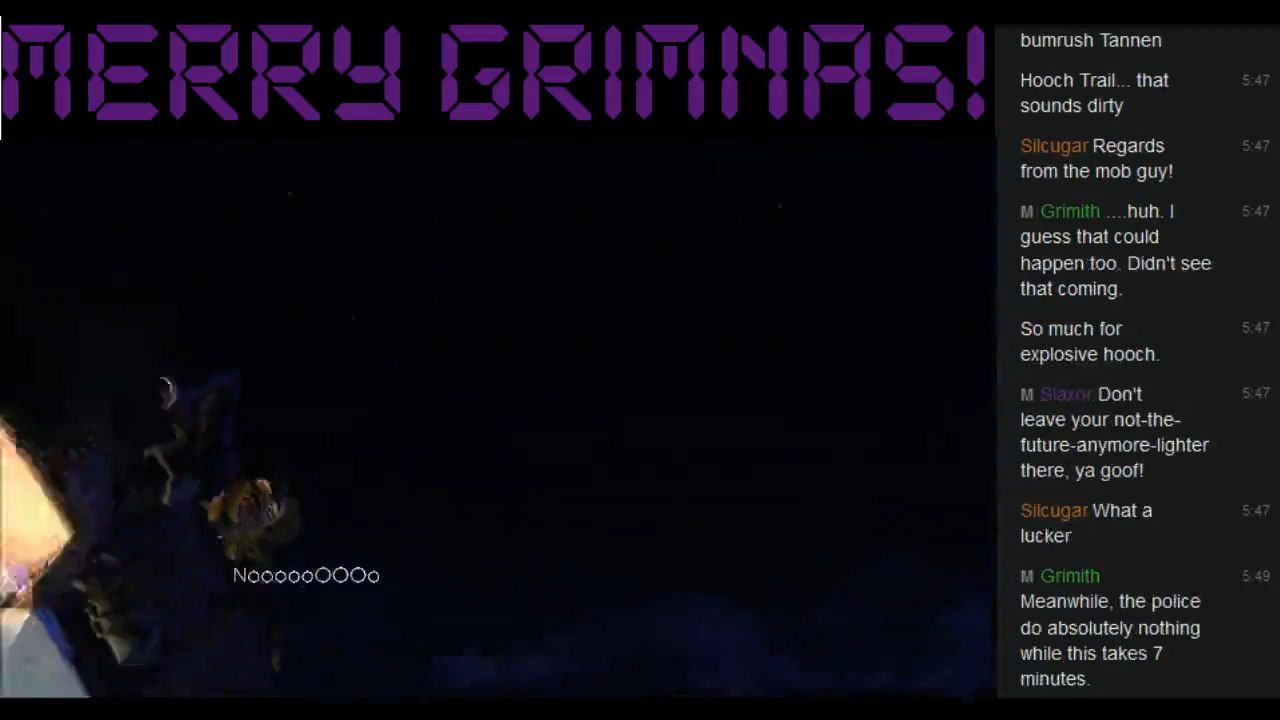 MERRY GRIMMAS!
bumrush Tannen
Hooch Trail... that 5:47
sounds dirty
Silcugar Regards 5:47
from the mob guy!
M Grimith ....huh. I 5:47
guess that could
happen too. Didn't see
that coming.
So much for 5:47
explosive hooch.
M Slaxor Don't 5:47
leave your not-the-
future-anymore-lighter
there, ya goof!
Silcugar What a 5:47
lucker
M Grimith 5:49
Meanwhile, the police
do absolutely nothing
while this takes 7
minutes.
NoooooOOOo